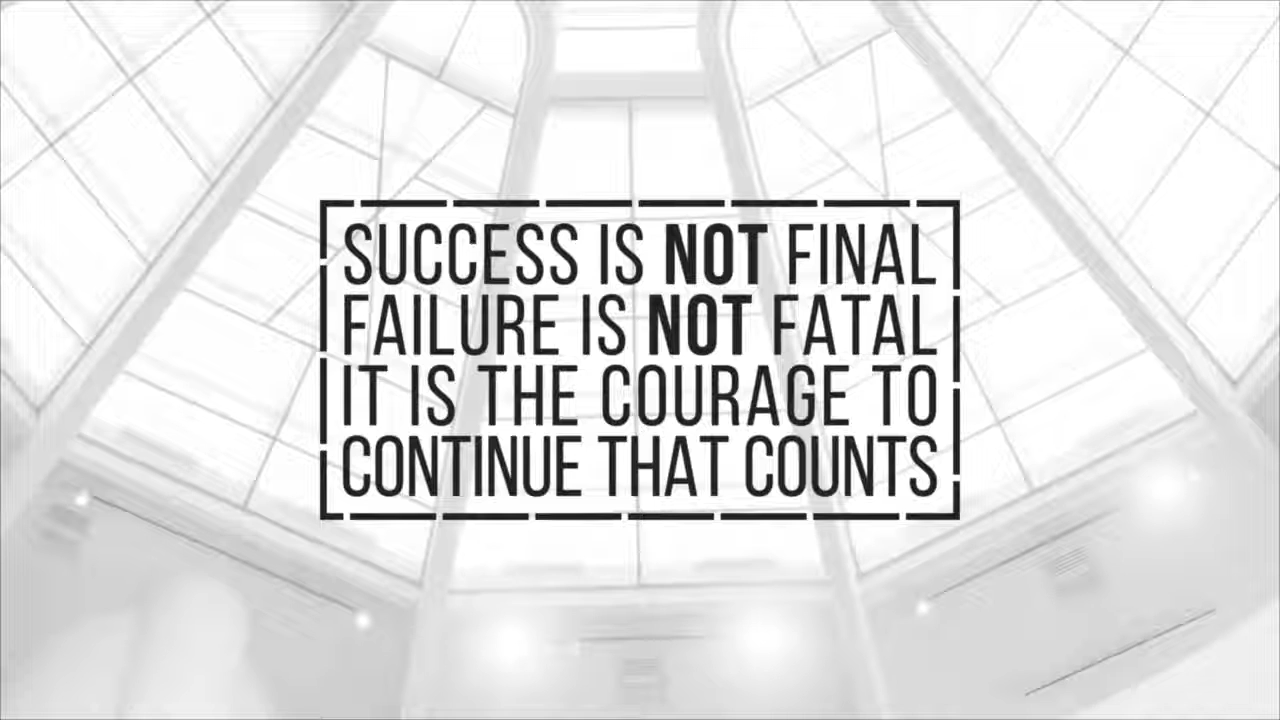 SUCCESS IS NOT FINAL
FAILURE IS NOT FATAL
IT IS THE COURAGE TO
CONTINUE THAT COUNTS